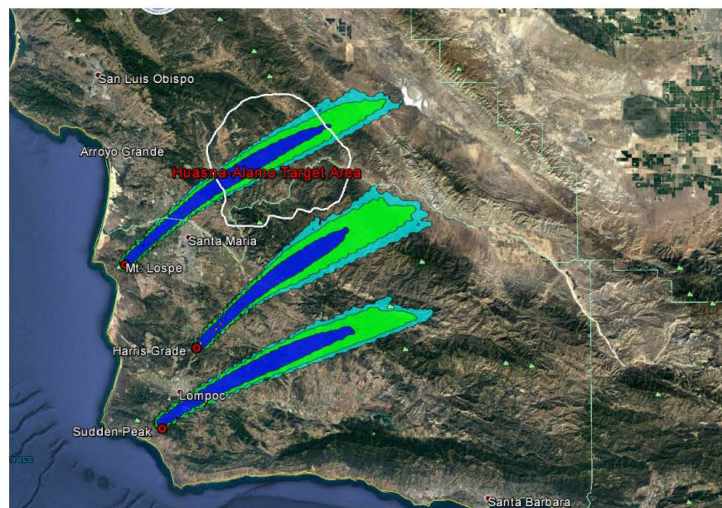 San Luis Obispo
Arroyo Grande
Huasna-Alamo Target Area
Santa Maria
Mt. Lospe
Harris Grade
Lompoc
Sudden Peak
Santa Barbara